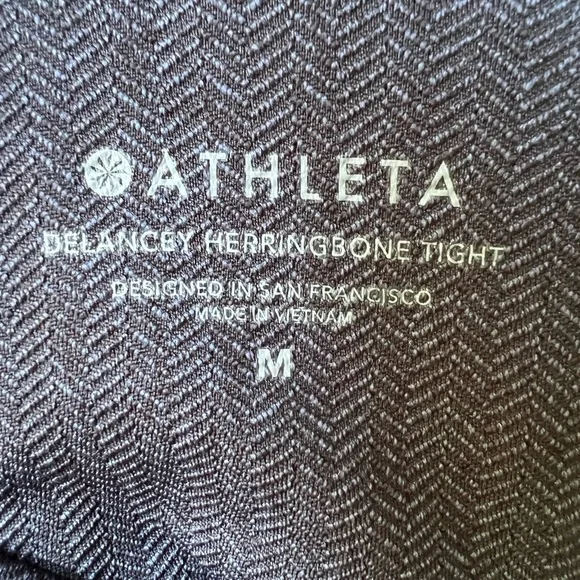 ATHLETA
DELANCEY HERRINGBONE TIGHT
DESIGNED IN SAN FRANCISCO
MADE IN VIETNAM
M